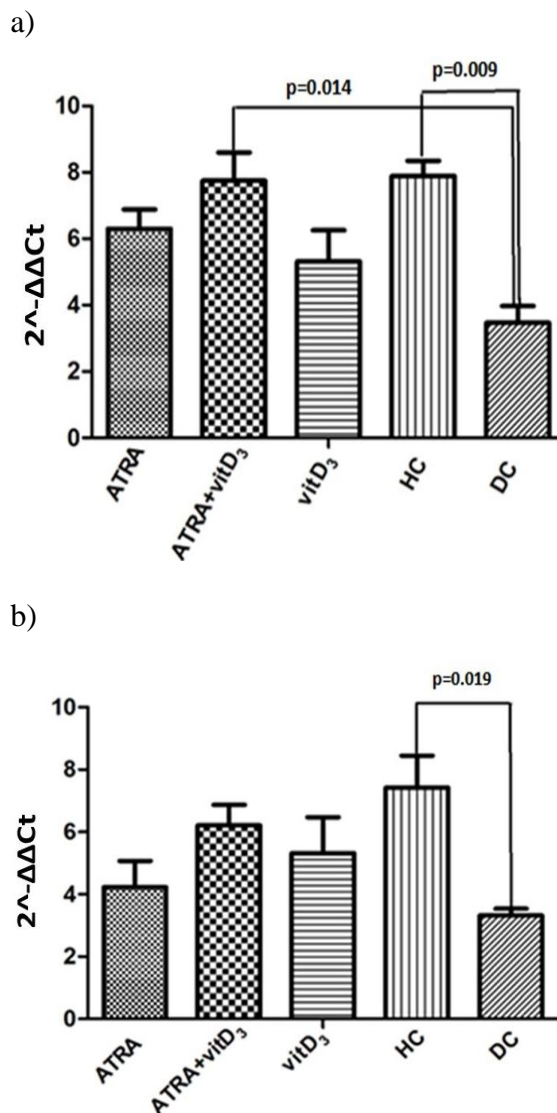 a)
p=0.009
p=0.014
10
8
6
4
2
0
2^-ΔΔCt
ATRA
ATRA+vitD₃
vitD₃
HC
DC
b)
p=0.019
10
8
6
4
2
0
2^-ΔΔCt
ATRA
ATRA+vitD₃
vitD₃
HC
DC